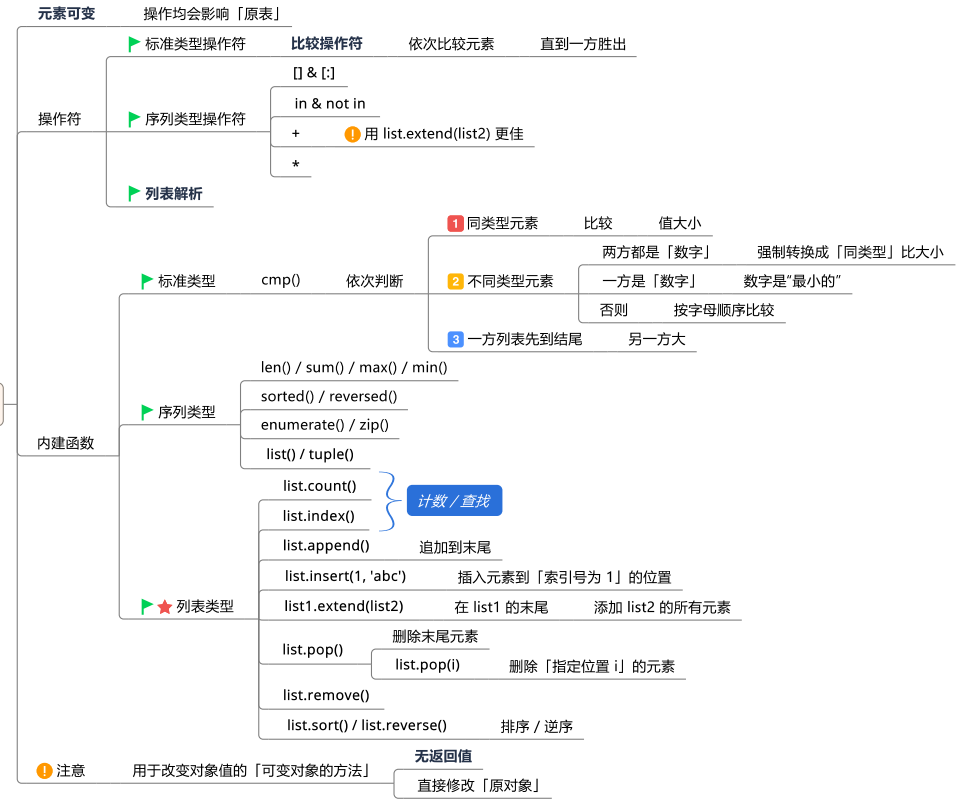 元素可变 操作均会影响「原表」
操作符
标准类型操作符 比较操作符 依次比较元素 直到一方胜出
序列类型操作符
[] & [:]
in & not in
+ 用 list.extend(list2) 更佳
*
列表解析
内建函数
标准类型 cmp() 依次判断
1 同类型元素 比较 值大小
2 不同类型元素
两方都是「数字」 强制转换成「同类型」比大小
一方是「数字」 数字是“最小的”
否则 按字母顺序比较
3 一方列表先到结尾 另一方大
序列类型
len() / sum() / max() / min()
sorted() / reversed()
enumerate() / zip()
list() / tuple()
列表类型
list.count()
list.index()
计数 / 查找
list.append() 追加到末尾
list.insert(1, 'abc') 插入元素到「索引号为 1」的位置
list1.extend(list2) 在 list1 的末尾 添加 list2 的所有元素
list.pop()
删除末尾元素
list.pop(i) 删除「指定位置 i」的元素
list.remove()
list.sort() / list.reverse() 排序 / 逆序
注意 用于改变对象值的「可变对象的方法」
无返回值
直接修改「原对象」